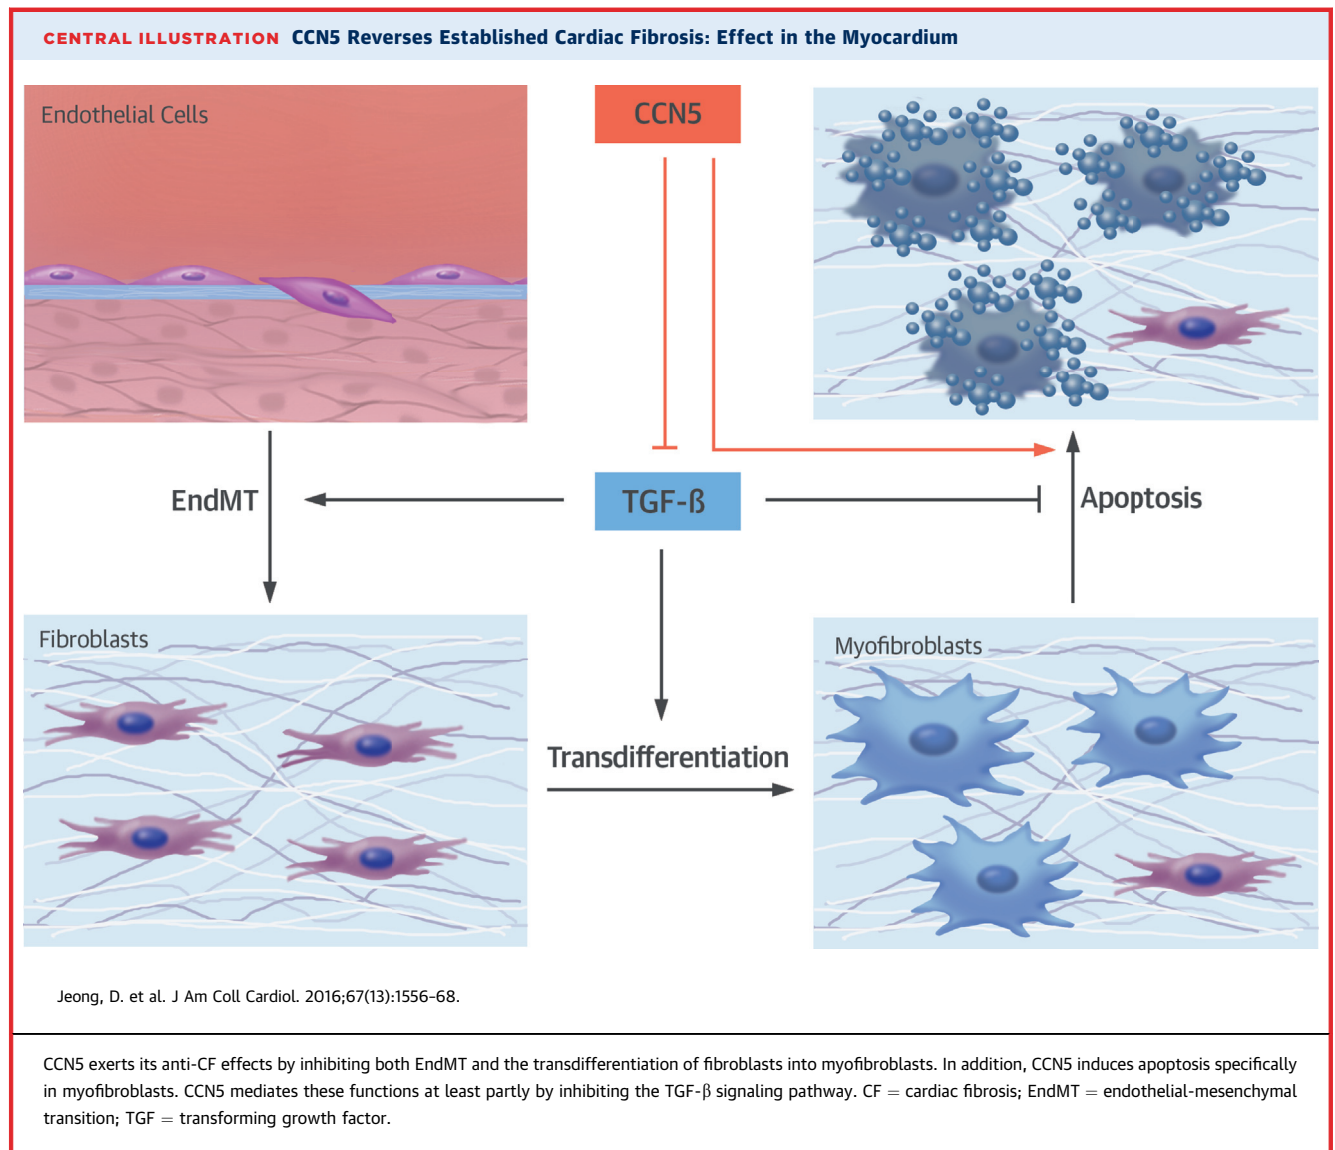 CENTRAL ILLUSTRATION CCN5 Reverses Established Cardiac Fibrosis: Effect in the Myocardium
Endothelial Cells
CCN5
EndMT
TGF-ß
Apoptosis
Fibroblasts
Transdifferentiation
Myofibroblasts
Jeong, D. et al. J Am Coll Cardiol. 2016;67(13):1556–68.
CCN5 exerts its anti-CF effects by inhibiting both EndMT and the transdifferentiation of fibroblasts into myofibroblasts. In addition, CCN5 induces apoptosis specifically
in myofibroblasts. CCN5 mediates these functions at least partly by inhibiting the TGF-β signaling pathway. CF = cardiac fibrosis; EndMT = endothelial-mesenchymal
transition; TGF = transforming growth factor.